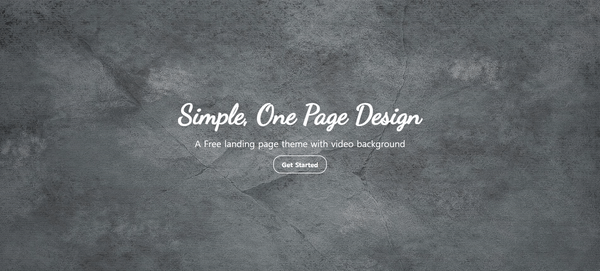 Simple, One Page Design
A Free landing page theme with video background
Get Started